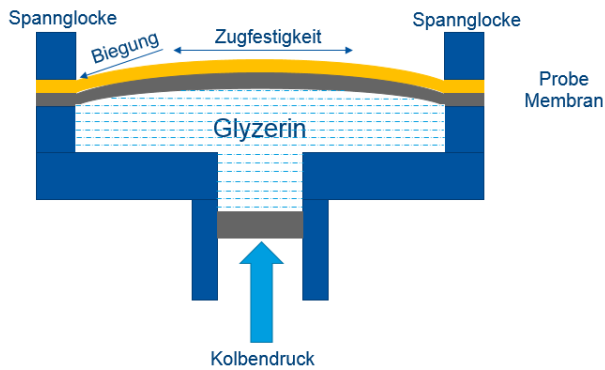 Spannglocke
Spannglocke
Biegung
Zugfestigkeit
Probe
Membran
Glyzerin
Kolbendruck